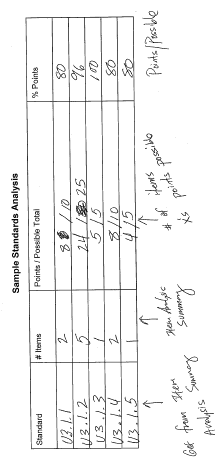 Sample Standards Analysis
Standard # Items Points / Possible Total % Points
U3.1.1 2 8 / 10 80
U3.1.2 5 24 / 25 96
U3.1.3 1 5 / 5 100
U3.1.4 2 8/10 80
U3.1.5 1 4/5 80
Get from Item Summary Analysis
Item Analysis Summary
# of items
points possible
Points/Possible